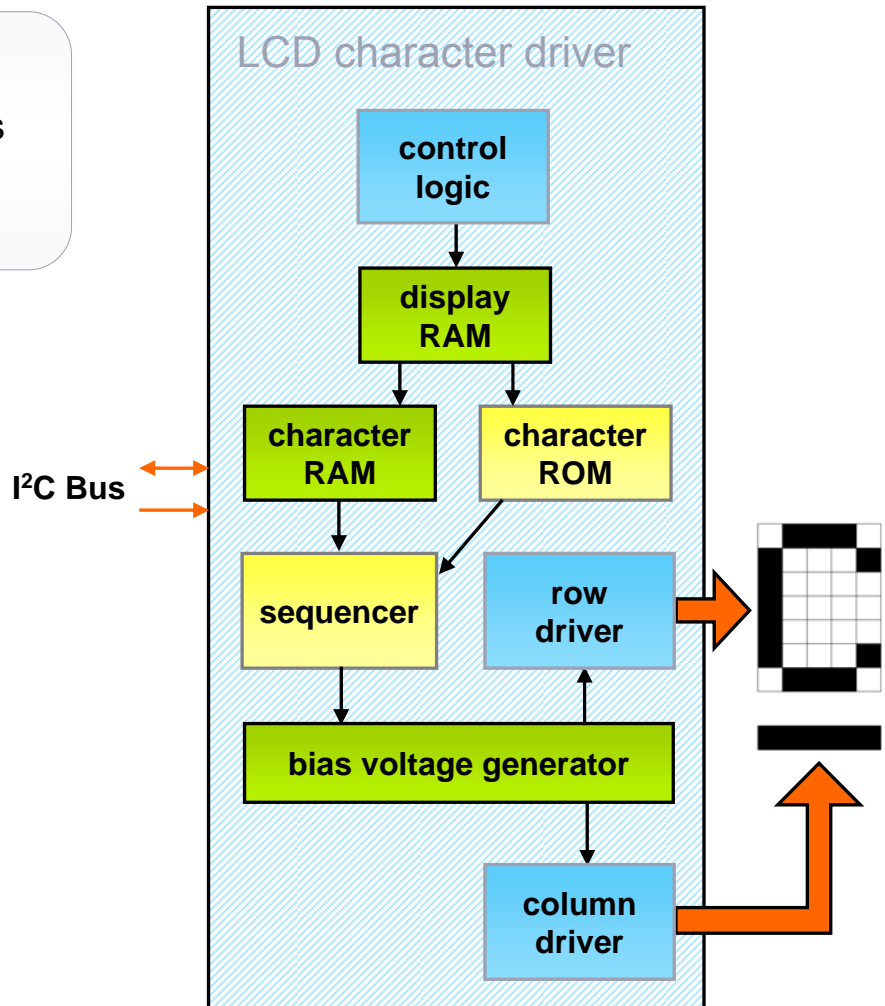 LCD character driver
control
logic
display
RAM
character
RAM
character
ROM
I²C Bus
sequencer
row
driver
bias voltage generator
column
driver